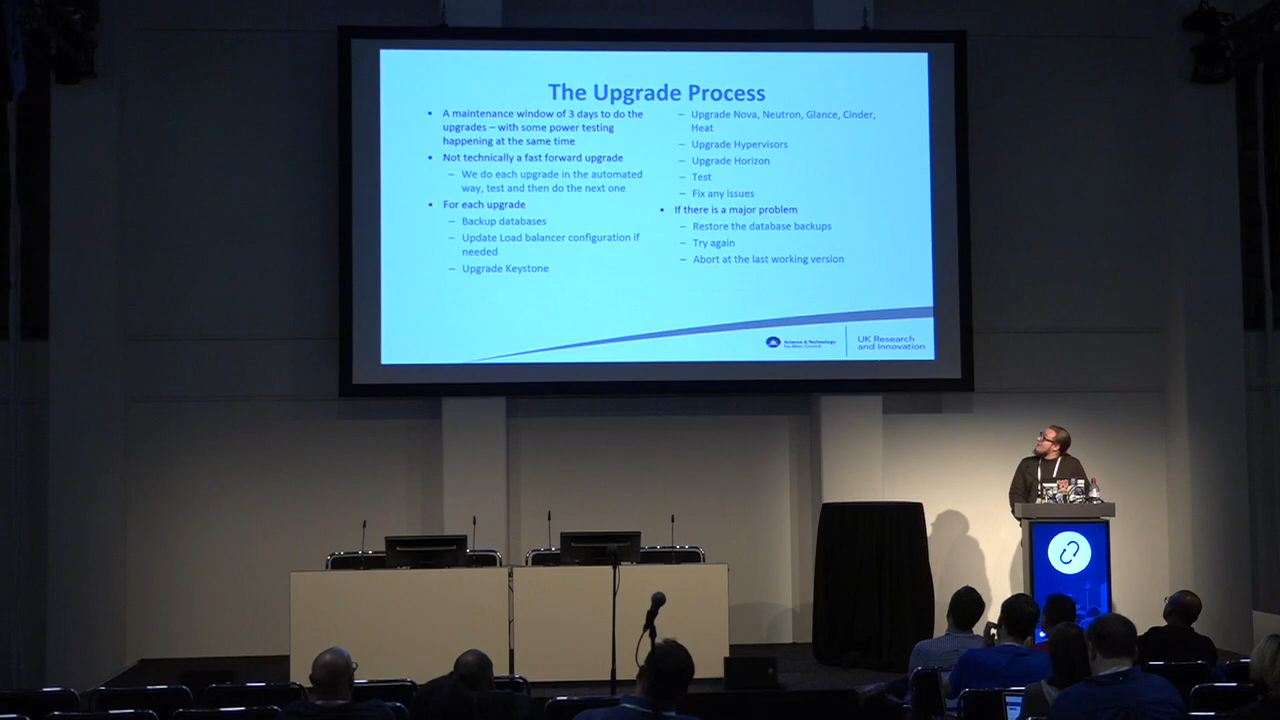 The Upgrade Process
• A maintenance window of 3 days to do the
upgrades – with some power testing
happening at the same time
• Not technically a fast forward upgrade
– We do each upgrade in the automated
way, test and then do the next one
• For each upgrade
– Backup databases
– Update Load balancer configuration if
needed
– Upgrade Keystone
– Upgrade Nova, Neutron, Glance, Cinder,
Heat
– Upgrade Hypervisors
– Upgrade Horizon
– Test
– Fix any issues
• If there is a major problem
– Restore the database backups
– Try again
– Abort at the last working version
Science & Technology
Facilities Council
UK Research
and Innovation